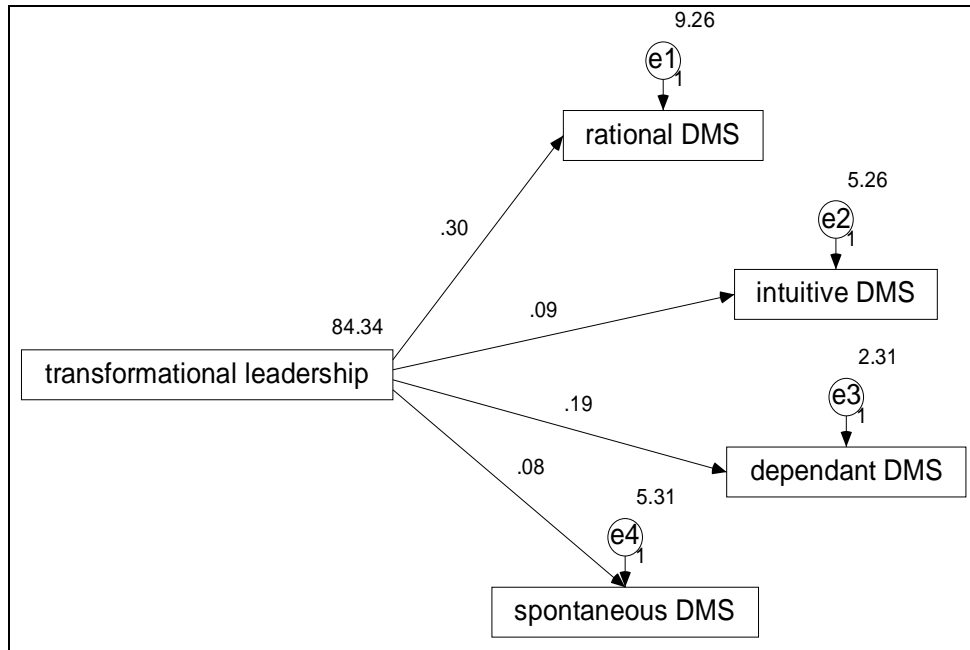 9.26
e1
1
rational DMS
.30
5.26
e2
1
intuitive DMS
.09
84.34
transformational leadership
2.31
e3
1
.19
dependant DMS
.08
5.31
e4
1
spontaneous DMS